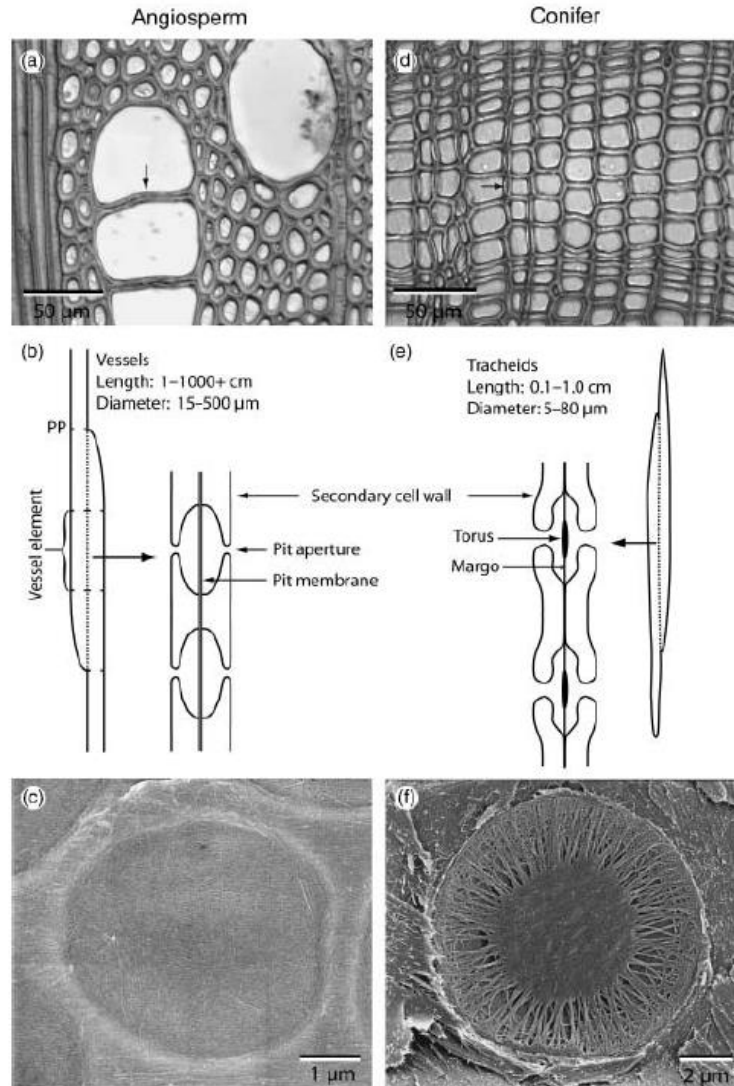 Angiosperm
Conifer
(a)
50 µm
(d)
50 µm
(b)
Vessels
Length: 1–1000+ cm
Diameter: 15–500 µm
PP
Vessel element
(e)
Tracheids
Length: 0.1–1.0 cm
Diameter: 5–80 µm
Secondary cell wall
Pit aperture
Pit membrane
Torus
Margo
(c)
1 µm
(f)
2 µm